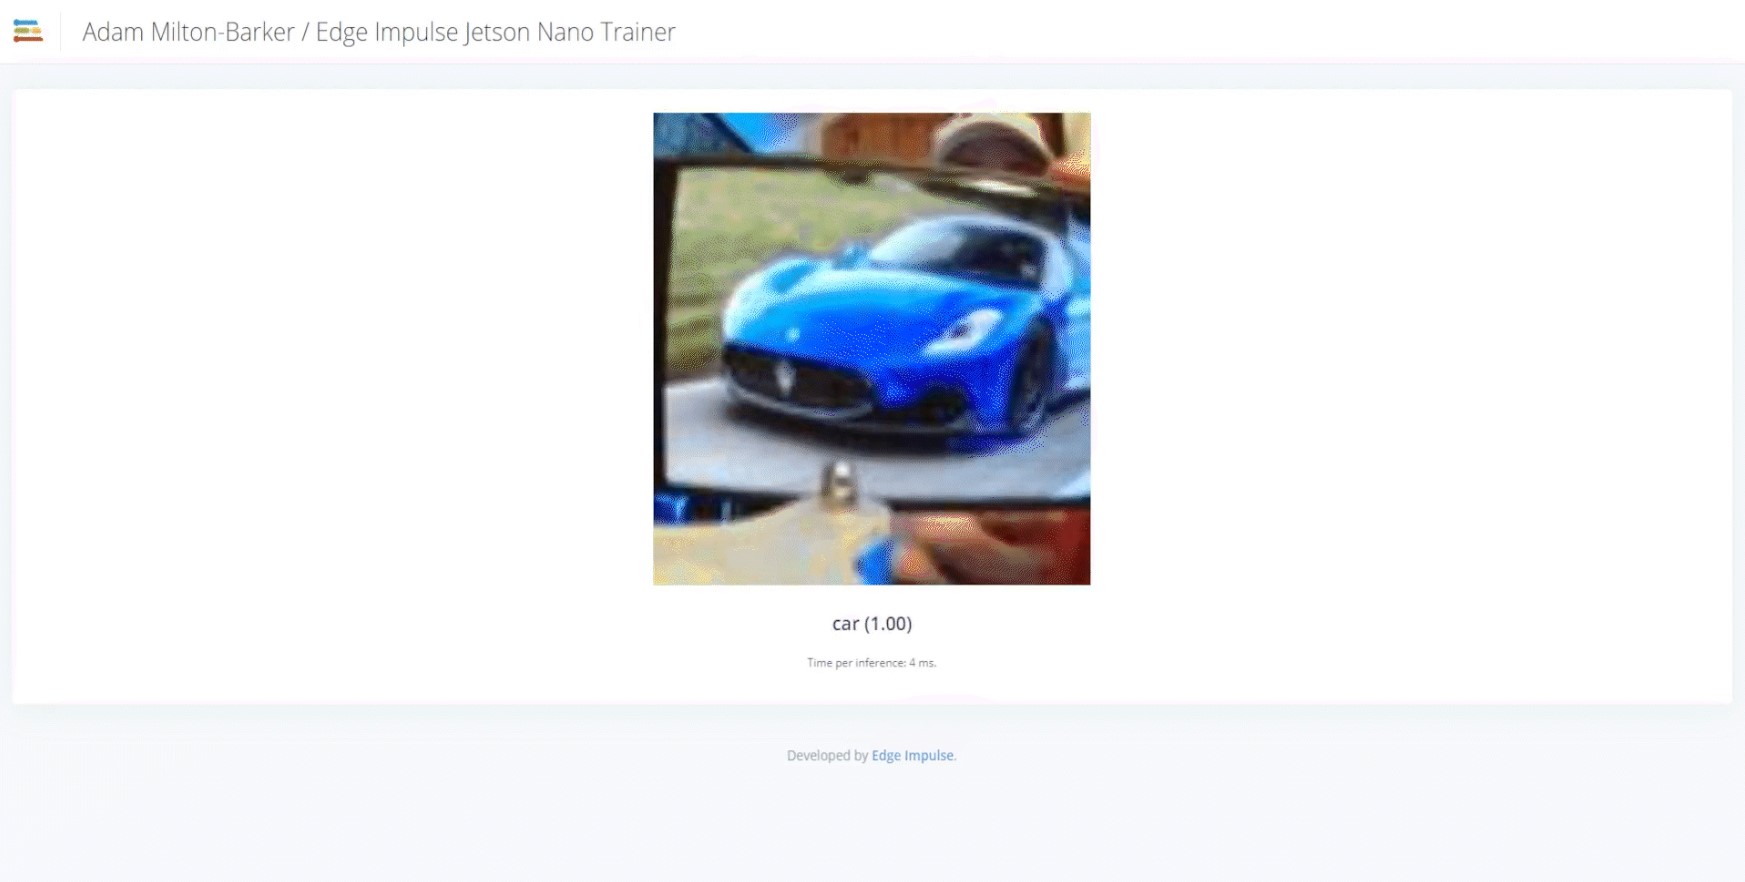 Adam Milton-Barker / Edge Impulse Jetson Nano Trainer
car (1.00)
Time per inference: 4 ms.
Developed by Edge Impulse.